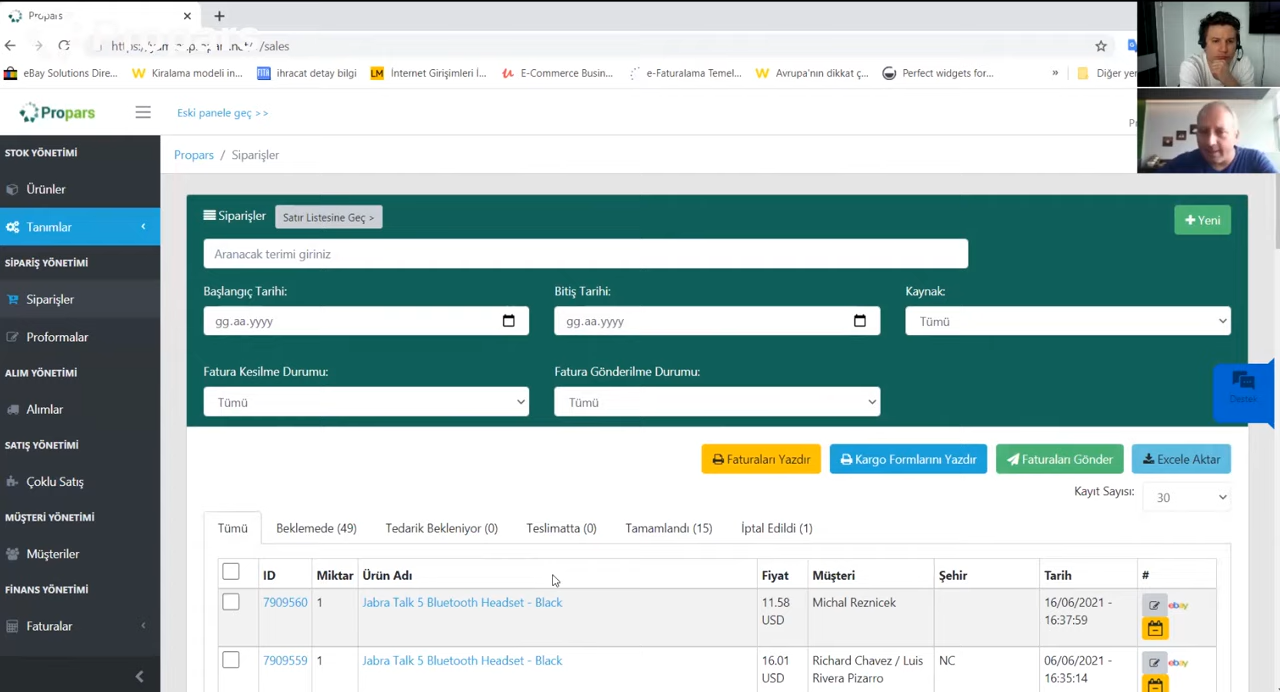 Propars
/sales
eBay Solutions Dire...
Kiralama modeli in...
ihracat detay bilgi
LM İnternet Girişimleri İ...
E-Commerce Busin...
e-Faturalama Temel...
Avrupa'nın dikkat ç...
Perfect widgets for...
»
Diğer yer
Propars
Eski panele geç >>
STOK YÖNETİMİ
Ürünler
Tanımlar
SİPARİŞ YÖNETİMİ
Siparişler
Proformalar
ALIM YÖNETİMİ
Alımlar
SATIŞ YÖNETİMİ
Çoklu Satış
MÜŞTERİ YÖNETİMİ
Müşteriler
FİNANS YÖNETİMİ
Faturalar
Propars / Siparişler
Siparişler Satır Listesine Geç >
+ Yeni
Aranacak terimi giriniz
Başlangıç Tarihi: Bitiş Tarihi: Kaynak:
gg.aa.yyyy gg.aa.yyyy Tümü
Fatura Kesilme Durumu: Fatura Gönderilme Durumu:
Tümü Tümü
Destek
Faturaları Yazdır Kargo Formlarını Yazdır Faturaları Gönder Excele Aktar
Kayıt Sayısı: 30
Tümü Beklemede (49) Tedarik Bekleniyor (0) Teslimatta (0) Tamamlandı (15) İptal Edildi (1)
ID Miktar Ürün Adı Fiyat Müşteri Şehir Tarih #
7909560 1 Jabra Talk 5 Bluetooth Headset - Black 11.58 Michal Reznicek 16/06/2021 - ebay
USD 16:37:59
7909559 1 Jabra Talk 5 Bluetooth Headset - Black 16.01 Richard Chavez / Luis NC 06/06/2021 - ebay
USD Rivera Pizarro 16:35:14